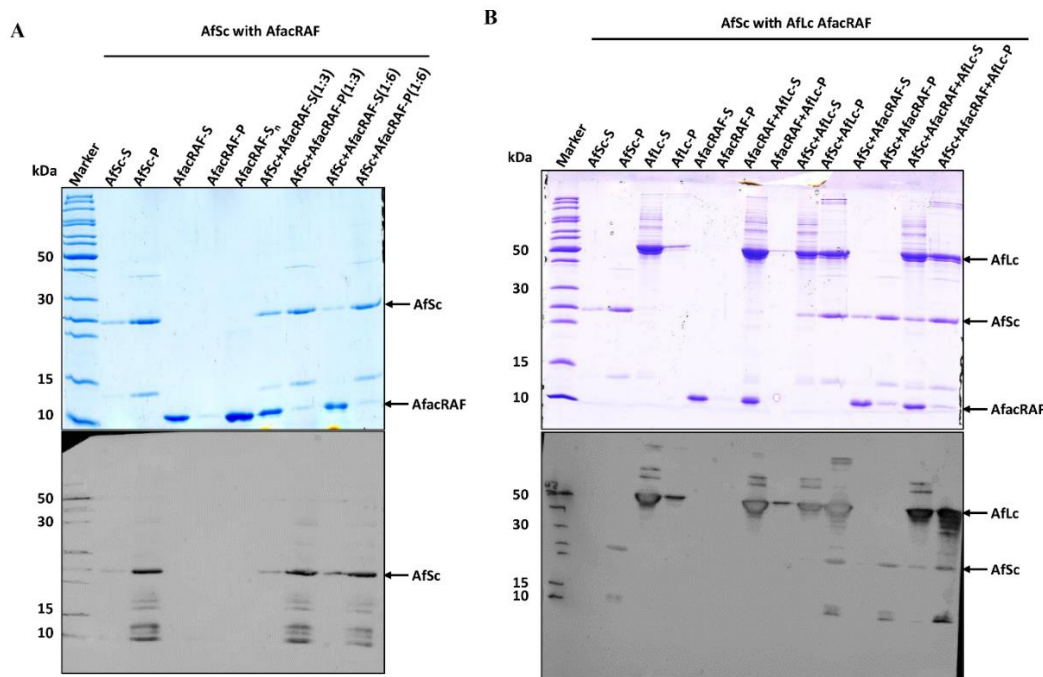 A
AfSc with AfacRAF
kDa
Marker
AfSc-S
AfSc-P
AfacRAF-S
AfacRAF-P
AfacRAF-Sn
AfSc+AfacRAF-S(1:3)
AfSc+AfacRAF-P(1:3)
AfSc+AfacRAF-S(1:6)
AfSc+AfacRAF-P(1:6)
50
30
15
10
AfSc
AfacRAF
50
30
15
10
AfSc
B
AfSc with AfLc AfacRAF
kDa
Marker
AfSc-S
AfSc-P
AfLc-S
AfLc-P
AfacRAF-S
AfacRAF-P
AfacRAF+AfLc-S
AfacRAF+AfLc-P
AfSc+AfLc-S
AfSc+AfLc-P
AfSc+AfacRAF-S
AfSc+AfacRAF-P
AfSc+AfacRAF+AfLc-S
AfSc+AfacRAF+AfLc-P
50
30
15
10
AfLc
AfSc
AfacRAF
50
30
15
10
AfLc
AfSc